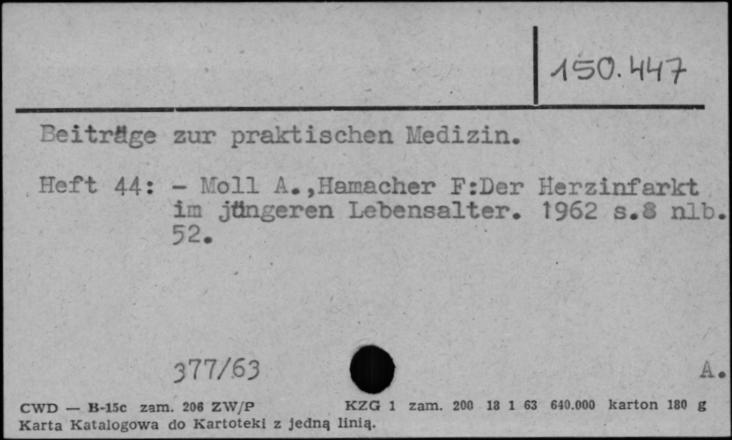 150.447
Beiträge zur praktischen Medizin.
Heft 44: - Moll A.,Hamacher F:Der Herzinfarkt
im jüngeren Lebensalter. 1962 s.8 nlb.
52.
377/63
A.
CWD — B-15c zam. 206 ZW/P KZG 1 zam. 200 18 1 63 640.000 karton 180 g
Karta Katalogowa do Kartoteki z jedną linią.